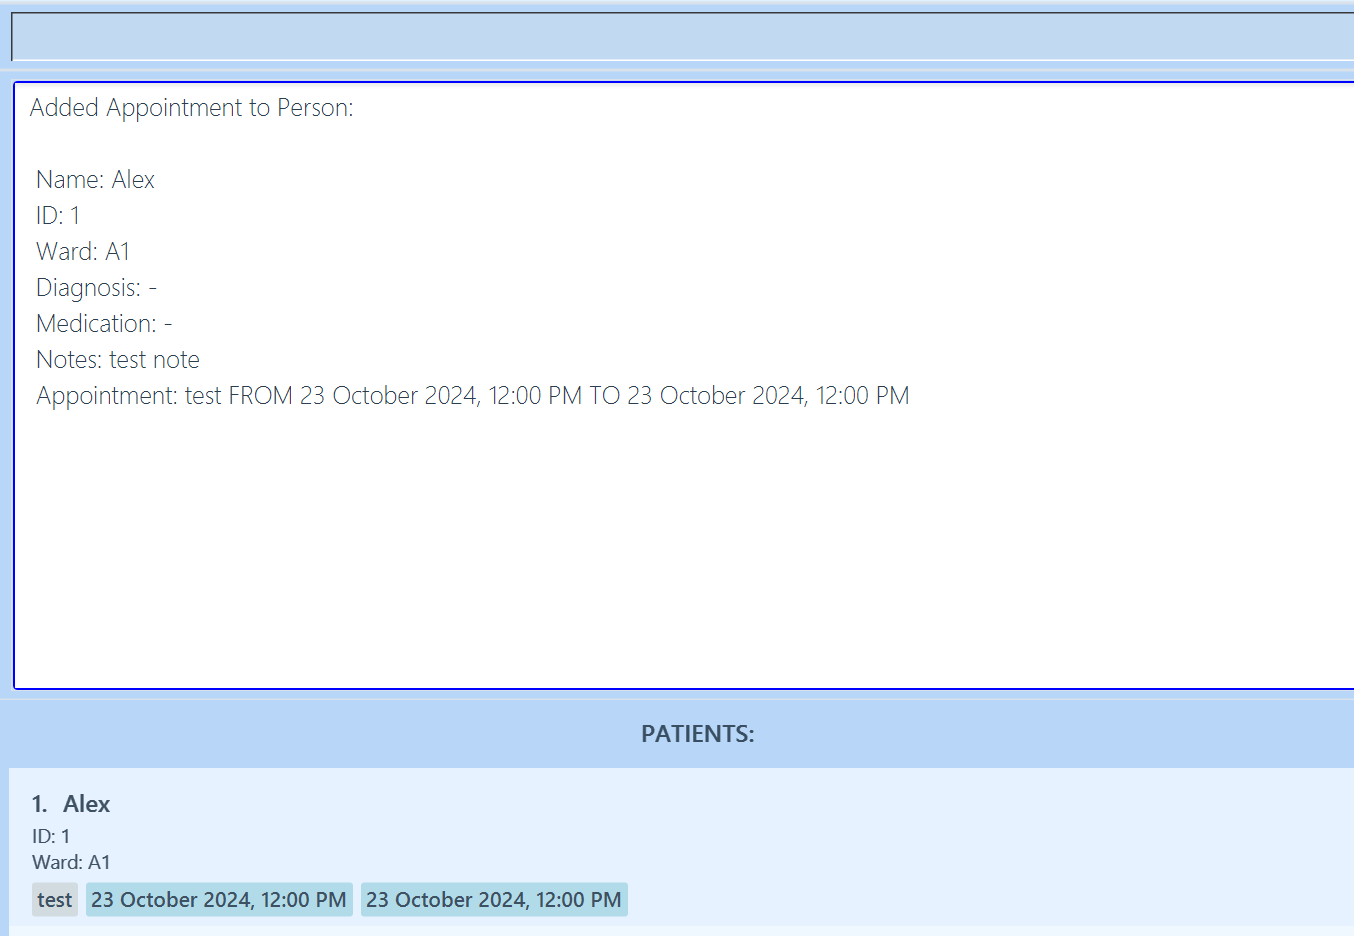 Added Appointment to Person:
Name: Alex
ID: 1
Ward: A1
Diagnosis: -
Medication: -
Notes: test note
Appointment: test FROM 23 October 2024, 12:00 PM TO 23 October 2024, 12:00 PM
PATIENTS:
1. Alex
ID: 1
Ward: A1
test 23 October 2024, 12:00 PM 23 October 2024, 12:00 PM